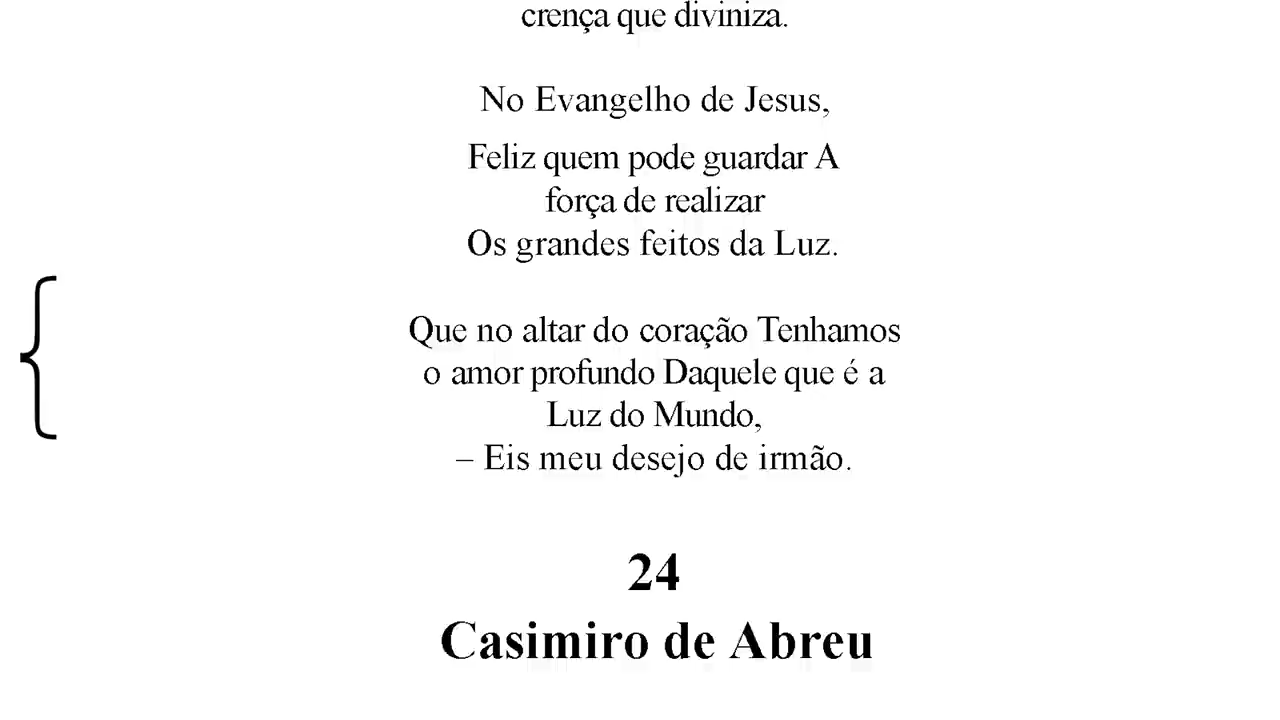 crença que diviniza.
No Evangelho de Jesus,
Feliz quem pode guardar A
força de realizar
Os grandes feitos da Luz.
Que no altar do coração Tenhamos
o amor profundo Daquele que é a
Luz do Mundo,
– Eis meu desejo de irmão.
24
Casimiro de Abreu